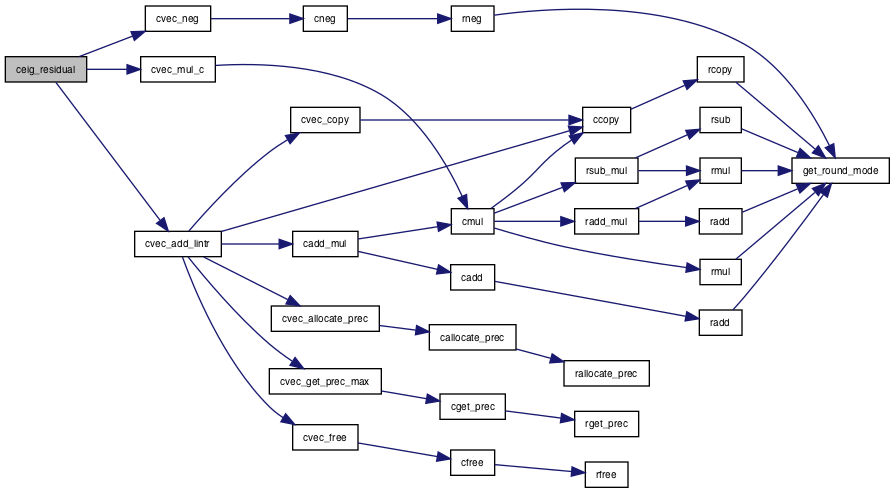 ceig_residual
cvec_neg
cneg
rneg
cvec_mul_c
rcopy
cvec_copy
ccopy
rsub
rsub_mul
rmul
get_round_mode
cmul
radd_mul
radd
cvec_add_lintr
cadd_mul
cadd
rmul
cvec_allocate_prec
radd
callocate_prec
rallocate_prec
cvec_get_prec_max
cget_prec
rget_prec
cvec_free
cfree
rfree